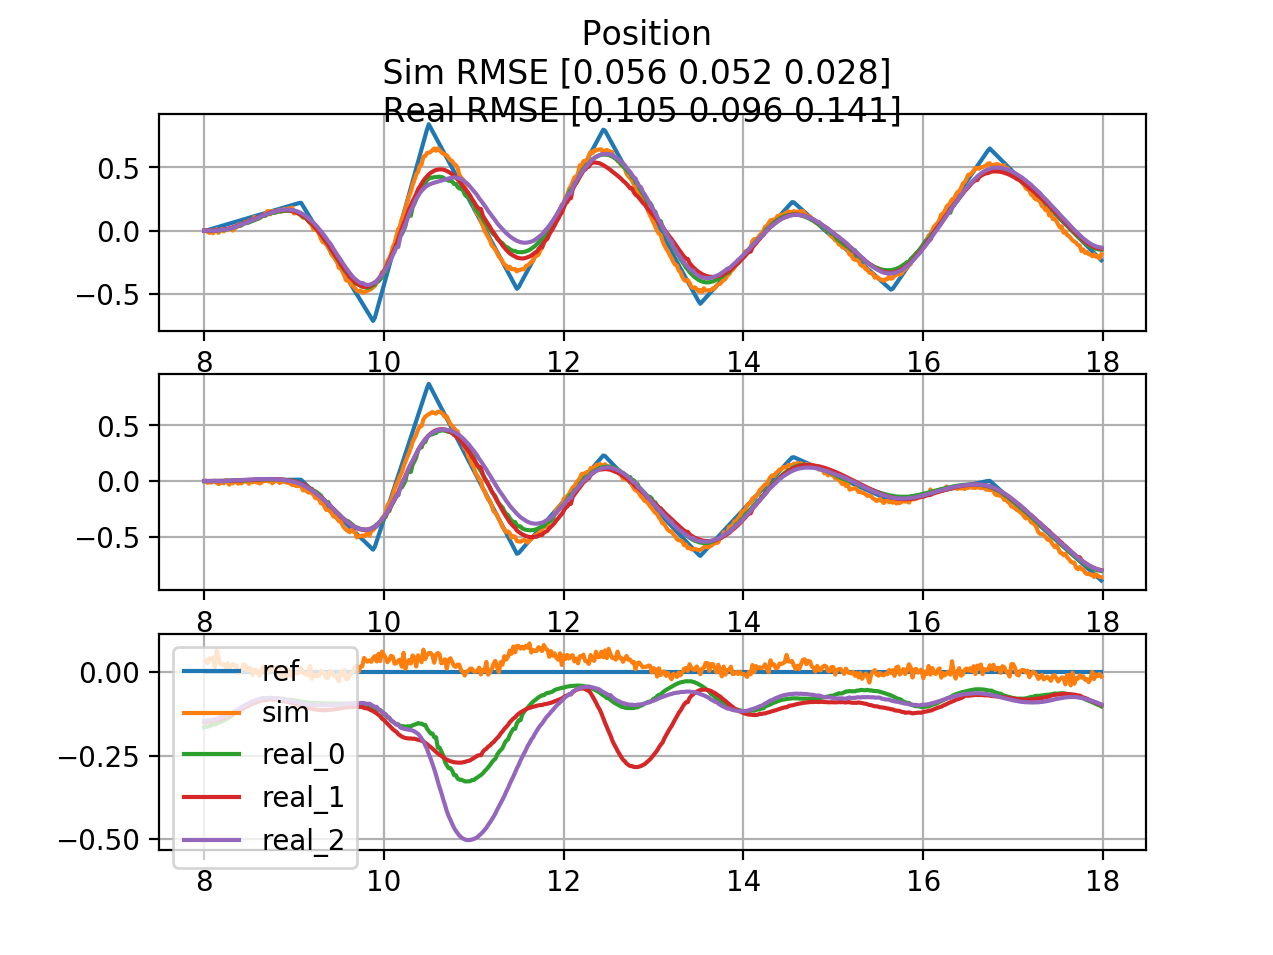 Position
Sim RMSE [0.056 0.052 0.028]
Real RMSE [0.105 0.096 0.141]
0.5
0.0
−0.5
8 10 12 14 16 18
0.5
0.0
−0.5
8 10 12 14 16 18
0.00
−0.25
−0.50
ref
sim
real_0
real_1
real_2
8 10 12 14 16 18